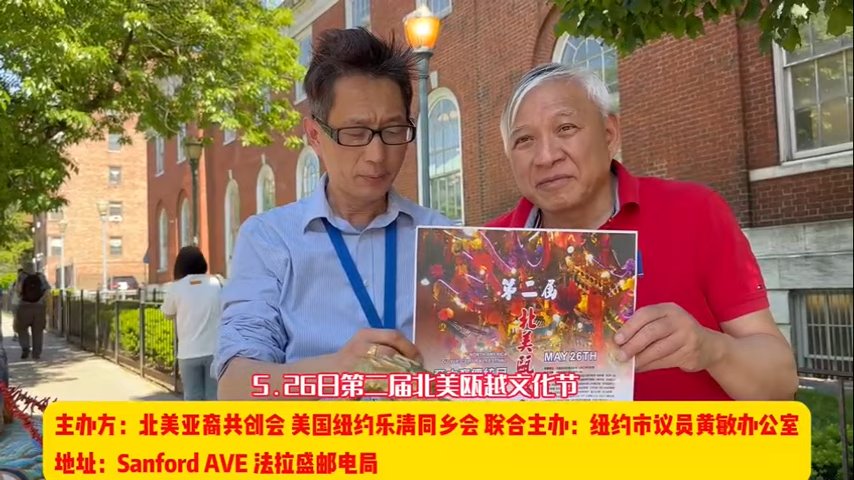 第二届
北美瓯
MAY 26TH
5.26日第二届北美瓯越文化节
主办方：北美亚裔共创会 美国纽约乐清同乡会 联合主办：纽约市议员黄敏办公室
地址：Sanford AVE 法拉盛邮电局